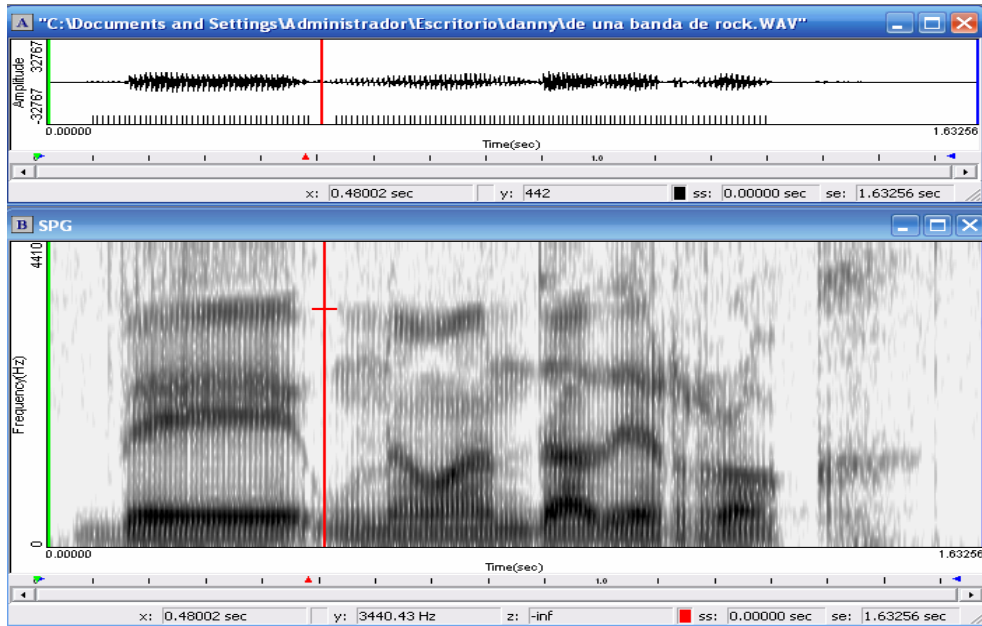 A "C:\Documents and Settings\Administrador\Escritorio\danny\de una banda de rock.WAV"
Amplitude
32767
-32767
0.00000
1.63256
Time(sec)
1.0
x: 0.48002 sec y: 442 ss: 0.00000 sec se: 1.63256 sec
B SPG
4410
Frequency(Hz)
0
0.00000
1.63256
Time(sec)
1.0
x: 0.48002 sec y: 3440.43 Hz z: -inf ss: 0.00000 sec se: 1.63256 sec